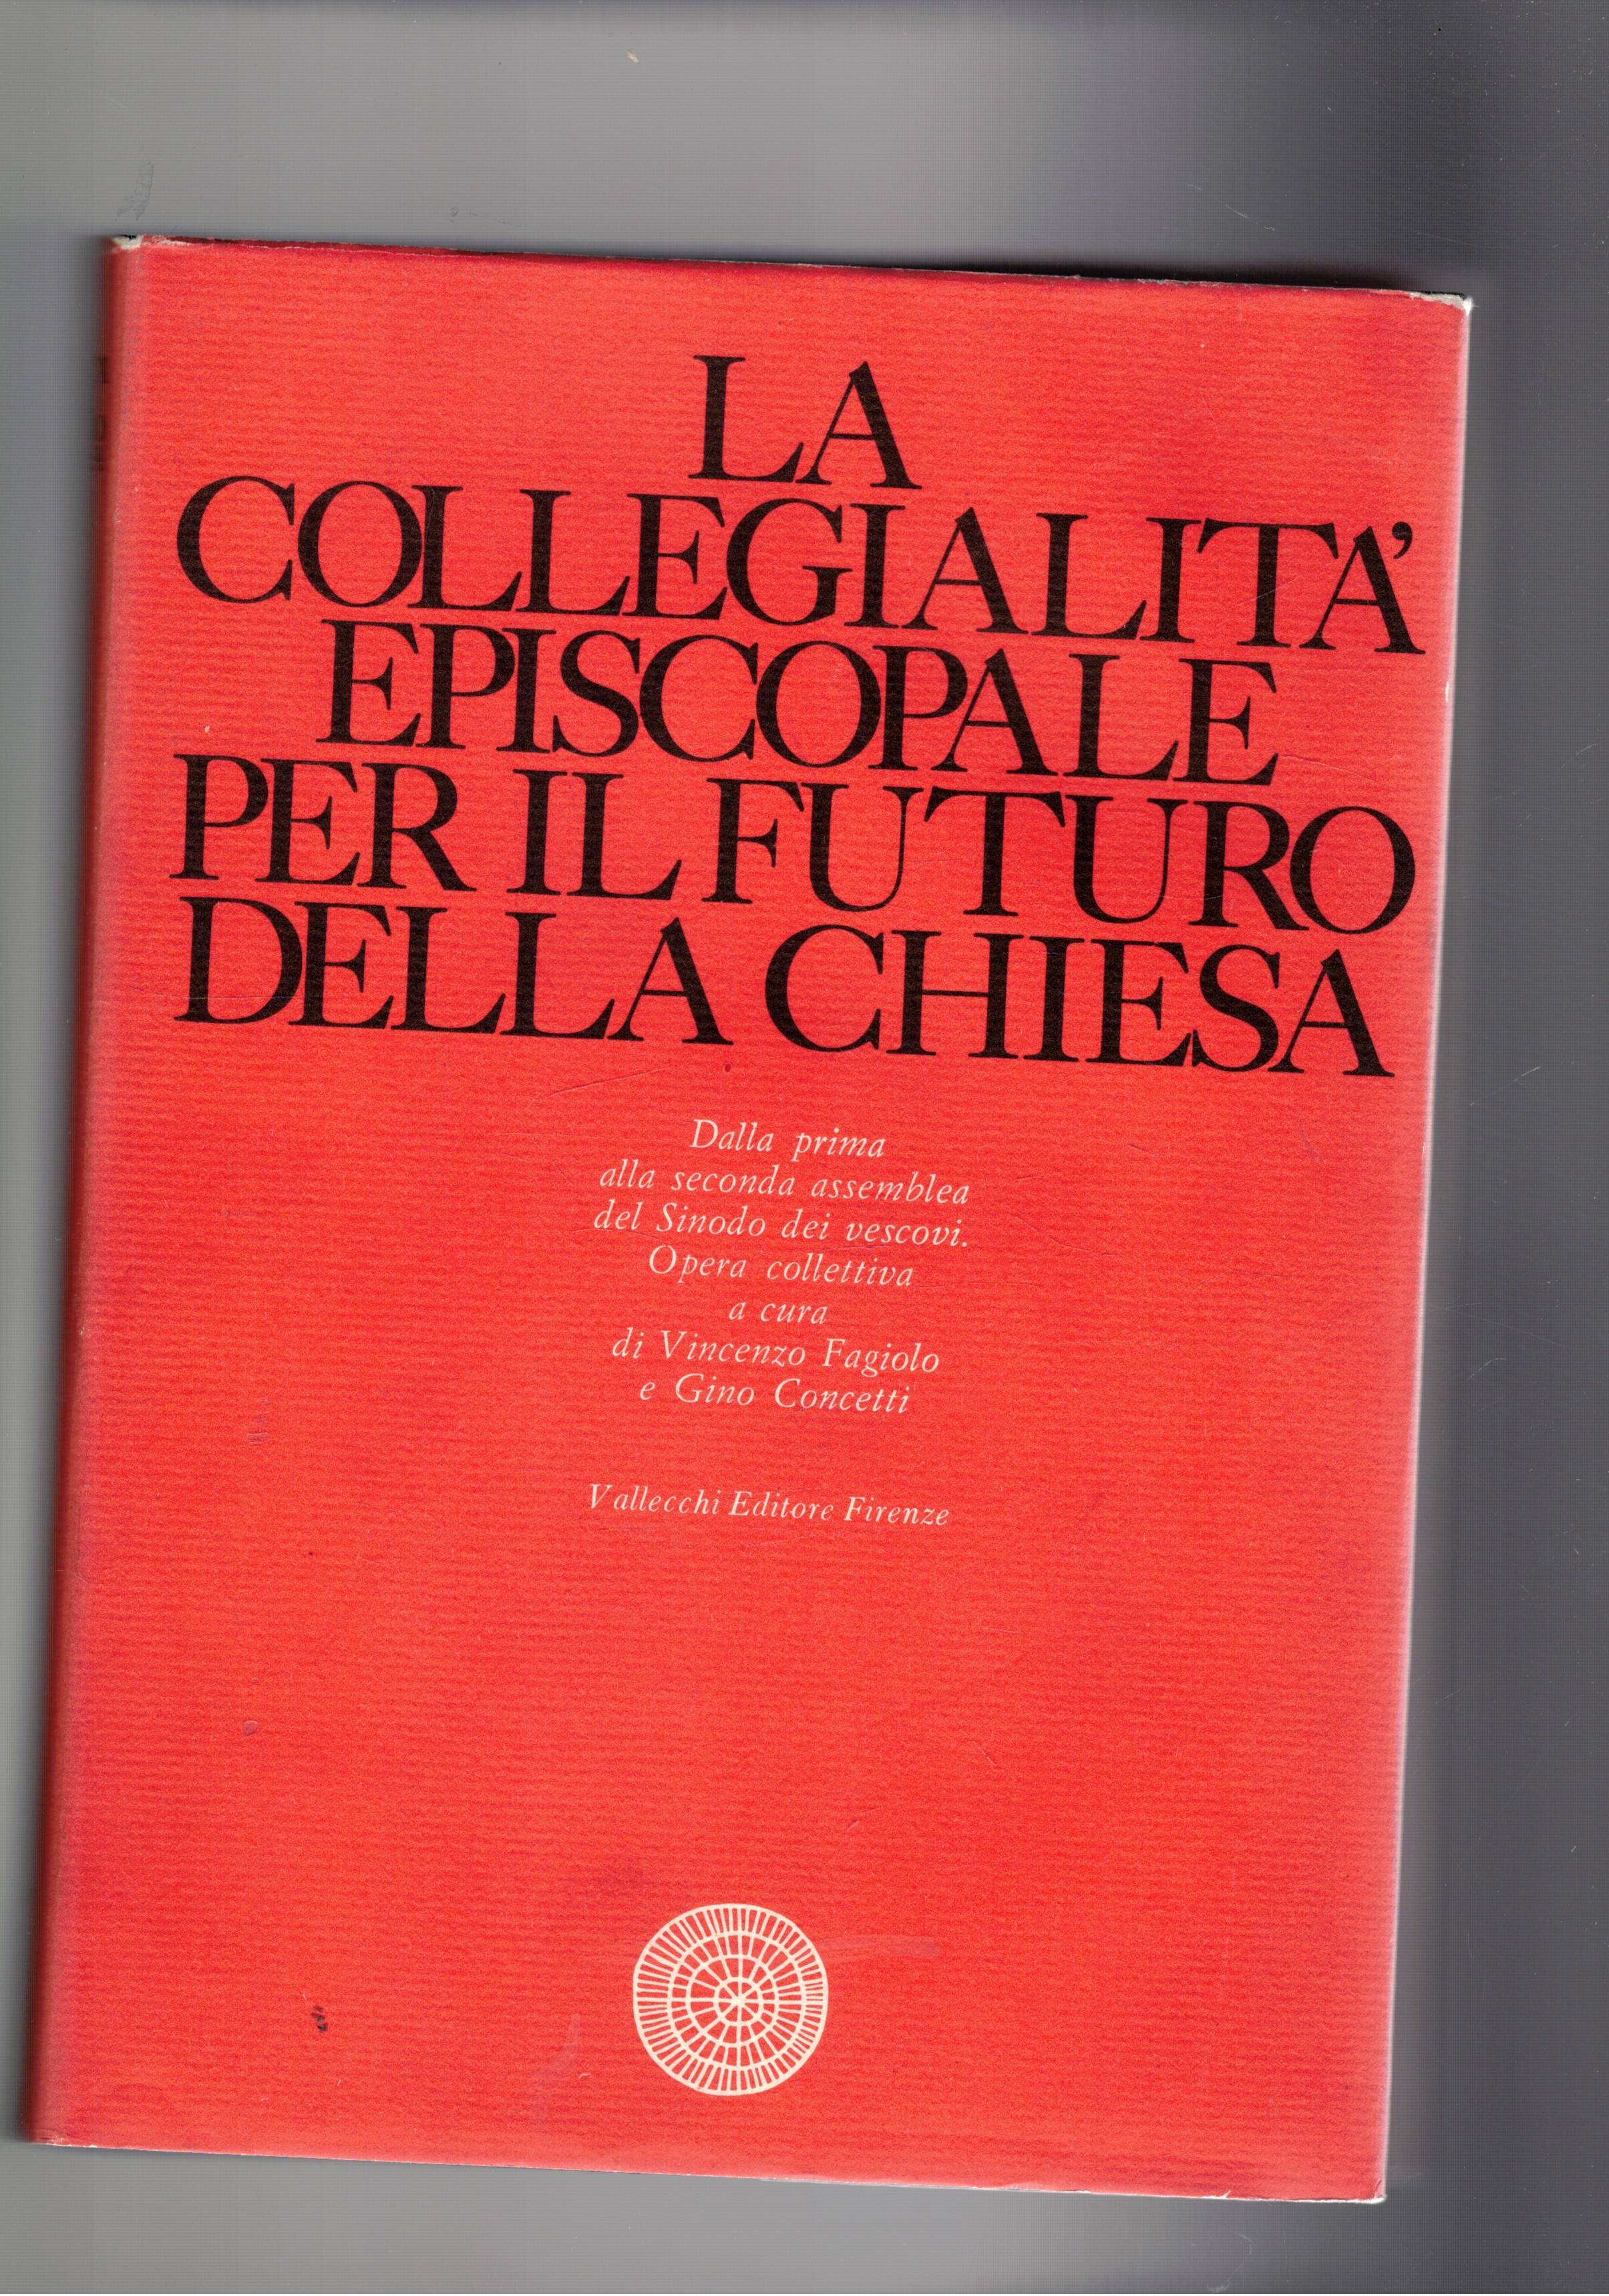 LA
COLLEGIALITA'
EPISCOPALE
PER IL FUTURO
DELLA CHIESA
Dalla prima
alla seconda assemblea
del Sinodo dei vescovi.
Opera collettiva
a cura
di Vincenzo Fagiolo
e Gino Concetti
Vallecchi Editore Firenze